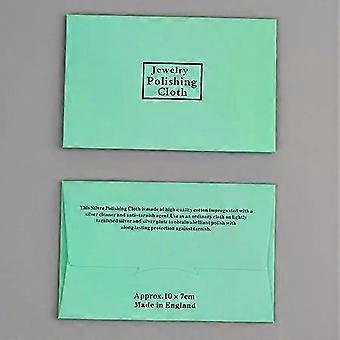 Jewelry
Polishing
Cloth
This Silvra Polishing Cloth is made of high quality cotton impregnated with a
silver cleaner and anti-tarnish agent.Use as an ordinary cloth on lightly
tarnished silver and silver plate to obtain abrelliant polish with
along lasting protection against tarnish.
Approx.10×7cm
Made in England